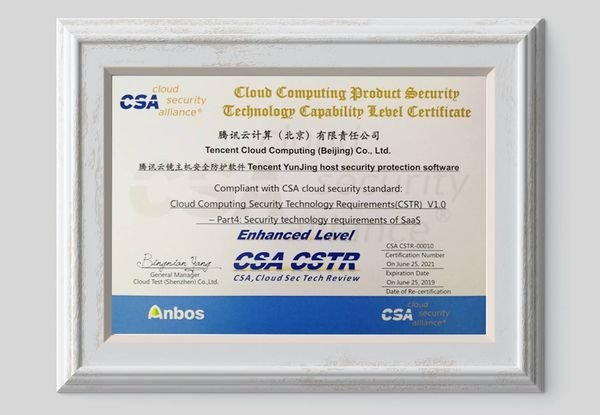 CSA cloud security alliance®
Cloud Computing Product Security
Technology Capability Level Certificate
腾讯云计算（北京）有限责任公司
Tencent Cloud Computing (Beijing) Co., Ltd.
腾讯云镜主机安全防护软件 Tencent YunJing host security protection software
Compliant with CSA cloud security standard:
Cloud Computing Security Technology Requirements(CSTR) V1.0
– Part4: Security technology requirements of SaaS
Enhanced Level
Bingnian Yang
General Manager
Cloud Test (Shenzhen) Co.,Ltd.
CSA CSTR
CSA,Cloud Sec Tech Review
CSA CSTR-00010
Certification Number
On June 25, 2021
Expiration Date
On June 25, 2019
Date of Re-certification
Anbos
CSA cloud security alliance®